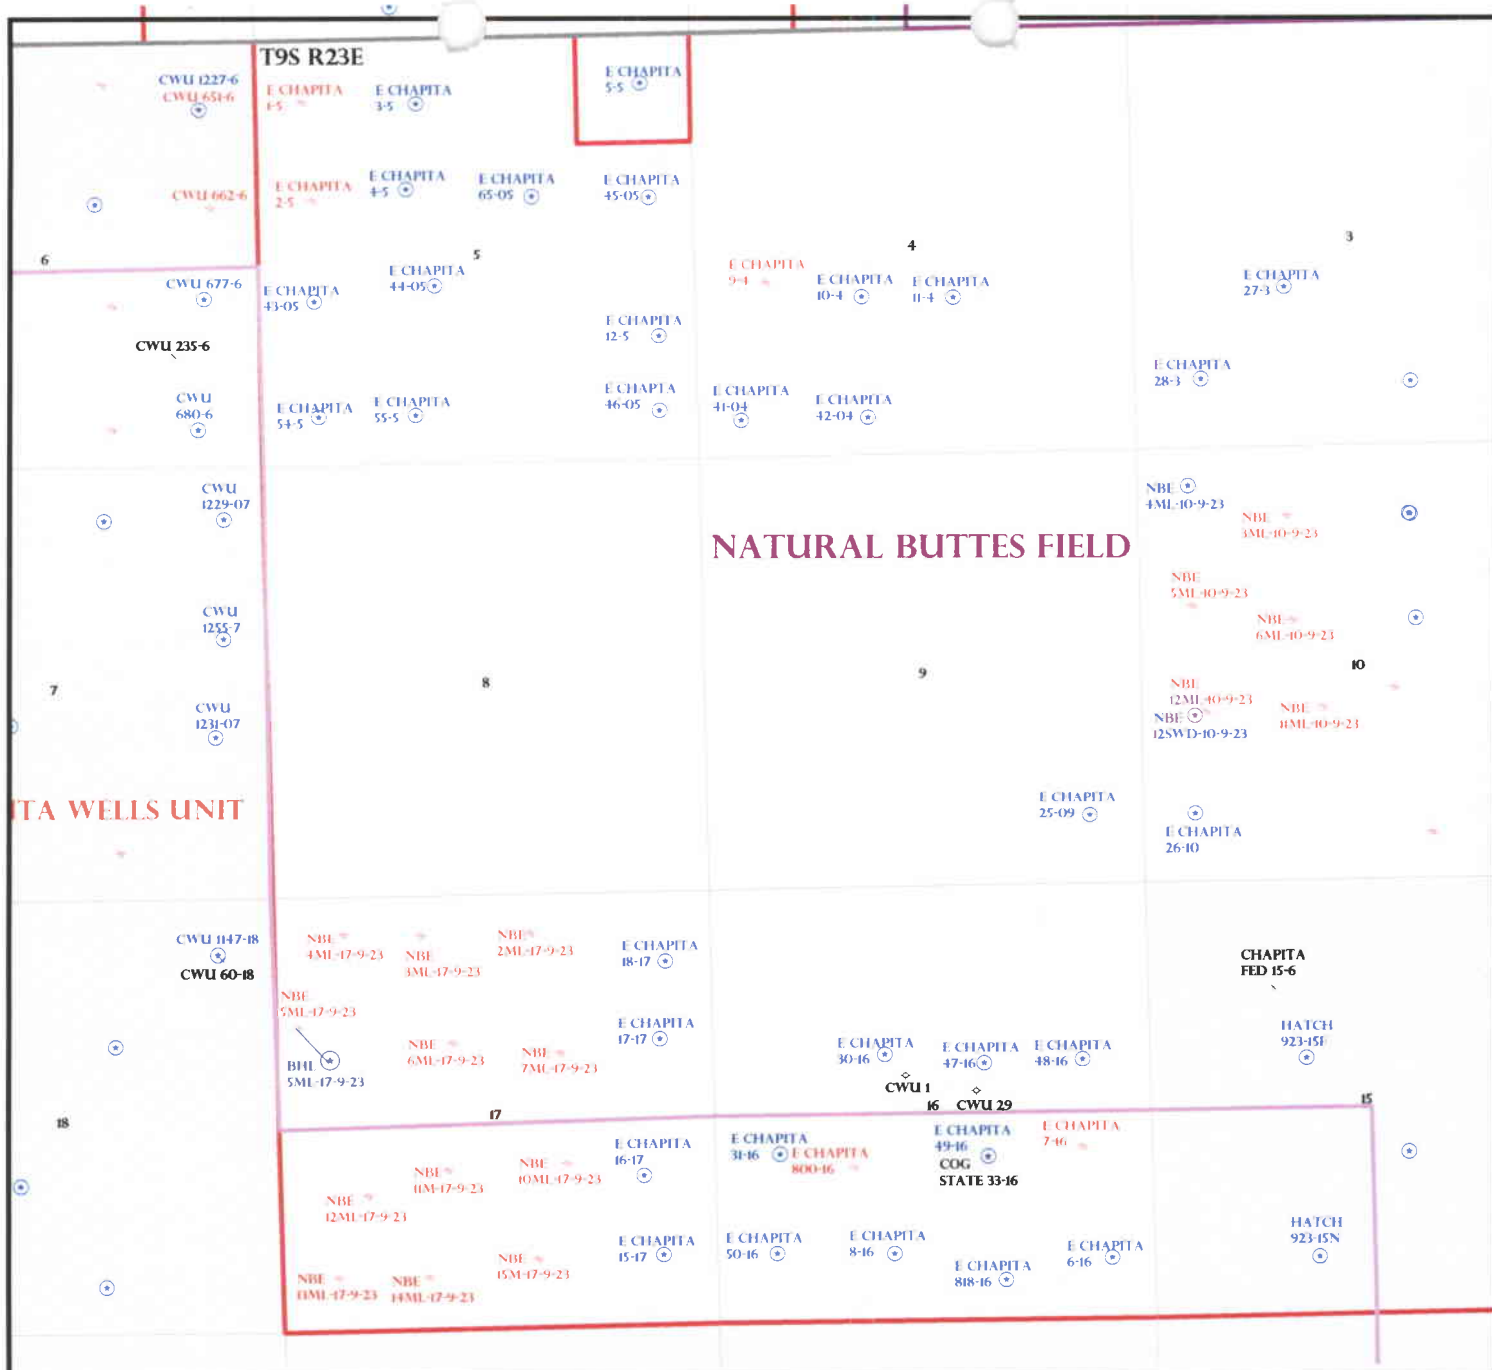 T9S R23E
CWU 1227-6
CWU 651-6
E CHAPITA
1-5
E CHAPITA
3-5
E CHAPITA
5-5
CWU 662-6
E CHAPITA
2-5
E CHAPITA
4-5
E CHAPITA
65-05
E CHAPITA
45-05
6
5
4
3
CWU 677-6
E CHAPITA
43-05
E CHAPITA
44-05
E CHAPITA
9-4
E CHAPITA
10-4
E CHAPITA
11-4
E CHAPITA
27-3
CWU 235-6
E CHAPITA
12-5
E CHAPITA
28-3
CWU
680-6
E CHAPITA
54-5
E CHAPITA
55-5
E CHAPTA
46-05
E CHAPITA
41-04
E CHAPITA
42-04
CWU
1229-07
NBE
4ML-10-9-23
NBE
3ML-10-9-23
NATURAL BUTTES FIELD
NBE
5ML-10-9-23
CWU
1255-7
NBE
6ML-10-9-23
7
8
9
10
CWU
1231-07
NBE
12ML-10-9-23
NBE
12SWD-10-9-23
NBE
11ML-10-9-23
ITA WELLS UNIT
E CHAPITA
25-09
E CHAPITA
26-10
CWU 1147-18
CWU 60-18
NBE
4ML-17-9-23
NBE
3ML-17-9-23
NBE
2ML-17-9-23
E CHAPITA
18-17
CHAPITA
FED 15-6
NBE
5ML-17-9-23
BHL
5ML-17-9-23
NBE
6ML-17-9-23
NBE
7ML-17-9-23
E CHAPITA
17-17
E CHAPITA
30-16
E CHAPITA
47-16
E CHAPITA
48-16
HATCH
923-15F
CWU 1
CWU 29
18
17
16
15
NBE
12ML-17-9-23
NBE
11M-17-9-23
NBE
10ML-17-9-23
E CHAPITA
16-17
E CHAPITA
31-16
E CHAPITA
800-16
E CHAPITA
49-16
COG
STATE 33-16
E CHAPITA
7-16
NBE
13ML-17-9-23
NBE
14ML-17-9-23
NBE
15M-17-9-23
E CHAPITA
15-17
E CHAPITA
50-16
E CHAPITA
8-16
E CHAPITA
818-16
E CHAPITA
6-16
HATCH
923-15N